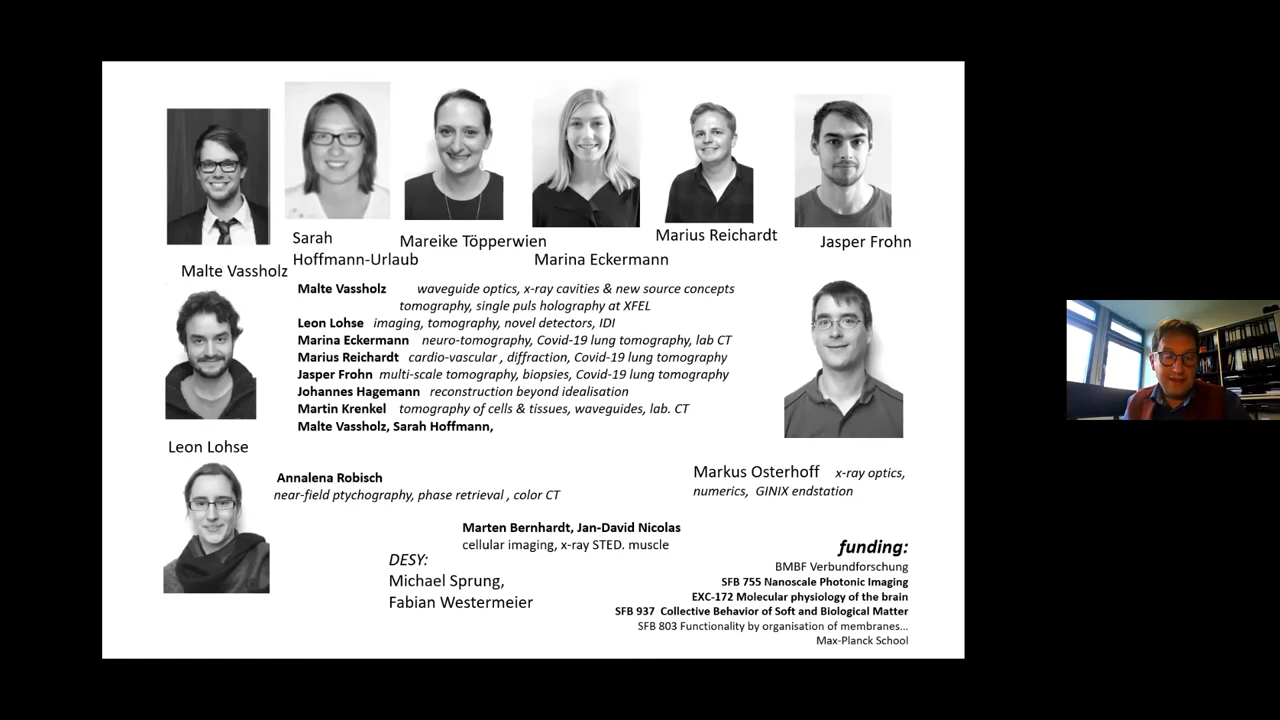 Sarah
Hoffmann-Urlaub
Mareike Töpperwien
Marina Eckermann
Marius Reichardt
Jasper Frohn
Malte Vassholz
Malte Vassholz waveguide optics, x-ray cavities & new source concepts
tomography, single puls holography at XFEL
Leon Lohse imaging, tomography, novel detectors, IDI
Marina Eckermann neuro-tomography, Covid-19 lung tomography, lab CT
Marius Reichardt cardio-vascular , diffraction, Covid-19 lung tomography
Jasper Frohn multi-scale tomography, biopsies, Covid-19 lung tomography
Johannes Hagemann reconstruction beyond idealisation
Martin Krenkel tomography of cells & tissues, waveguides, lab. CT
Malte Vassholz, Sarah Hoffmann,
Leon Lohse
Annalena Robisch
near-field ptychography, phase retrieval , color CT
Markus Osterhoff x-ray optics,
numerics, GINIX endstation
Marten Bernhardt, Jan-David Nicolas
cellular imaging, x-ray STED. muscle
DESY:
Michael Sprung,
Fabian Westermeier
funding:
BMBF Verbundforschung
SFB 755 Nanoscale Photonic Imaging
EXC-172 Molecular physiology of the brain
SFB 937 Collective Behavior of Soft and Biological Matter
SFB 803 Functionality by organisation of membranes…
Max-Planck School